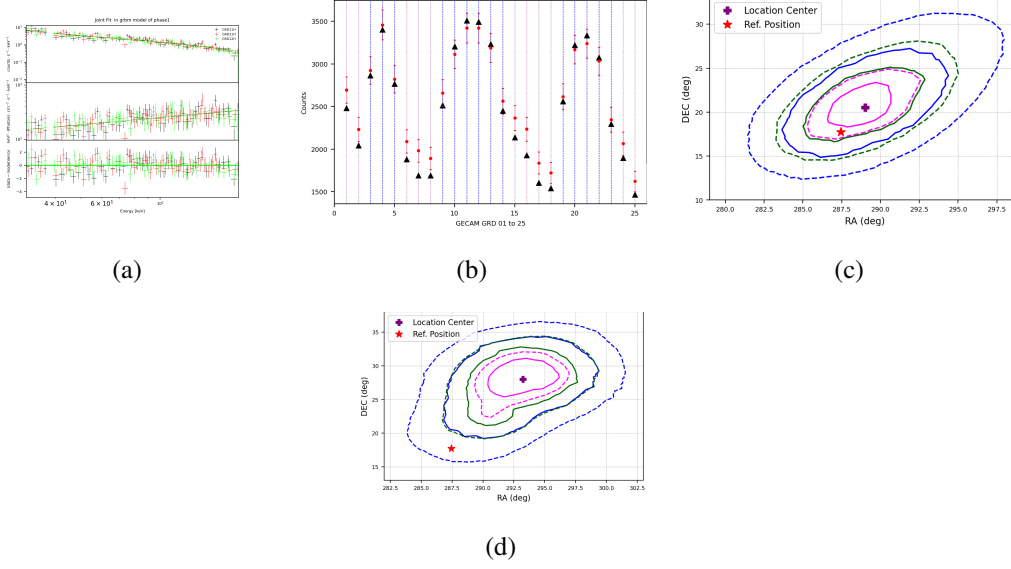 Joint Fit in grbm model of phase1
GRD11H
GRD12H
Energy (keV)
4 × 10¹
6 × 10¹
10²
(a)
Counts
3500
3000
2500
2000
1500
0
5
10
15
20
25
GECAM GRD 01 to 25
(b)
Location Center
Ref. Position
DEC (deg)
30
25
20
15
10
280.0
282.5
285.0
287.5
290.0
292.5
295.0
297.5
RA (deg)
(c)
Location Center
Ref. Position
DEC (deg)
35
30
25
20
15
282.5
285.0
287.5
290.0
292.5
295.0
297.5
300.0
302.5
RA (deg)
(d)